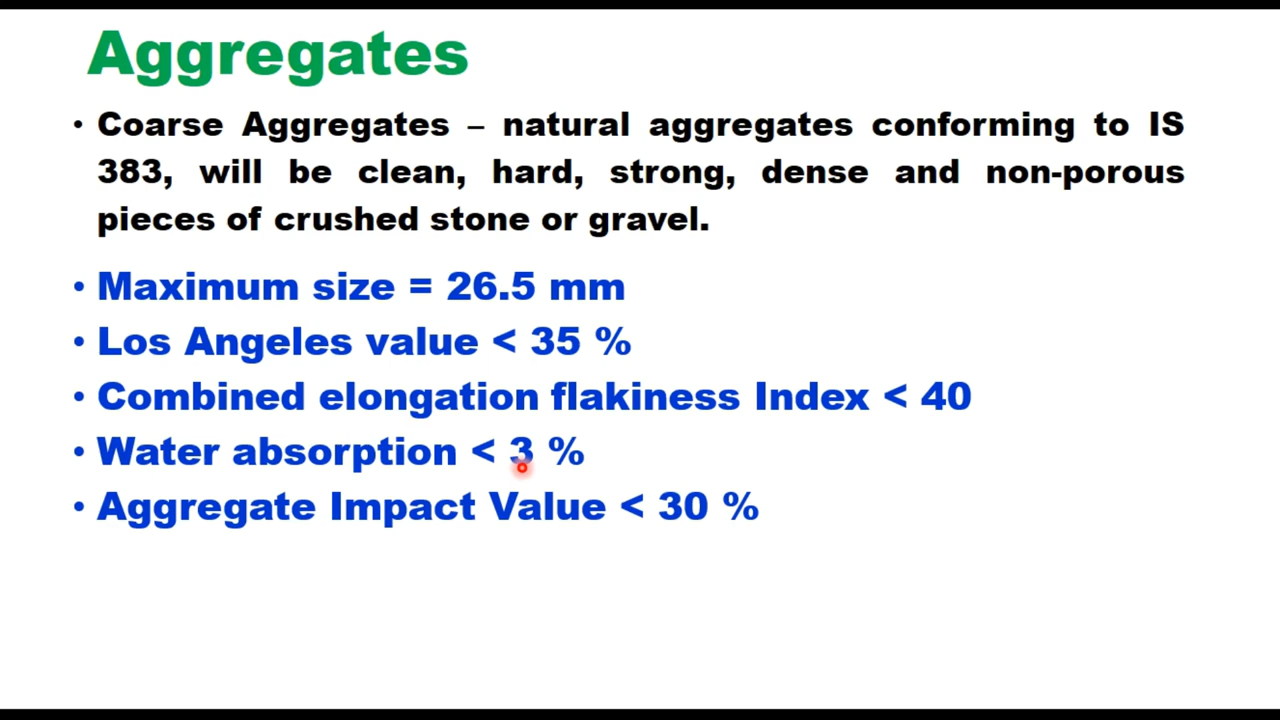 Aggregates
• Coarse Aggregates – natural aggregates conforming to IS
383, will be clean, hard, strong, dense and non-porous
pieces of crushed stone or gravel.
• Maximum size = 26.5 mm
• Los Angeles value < 35 %
• Combined elongation flakiness Index < 40
• Water absorption < 3 %
• Aggregate Impact Value < 30 %